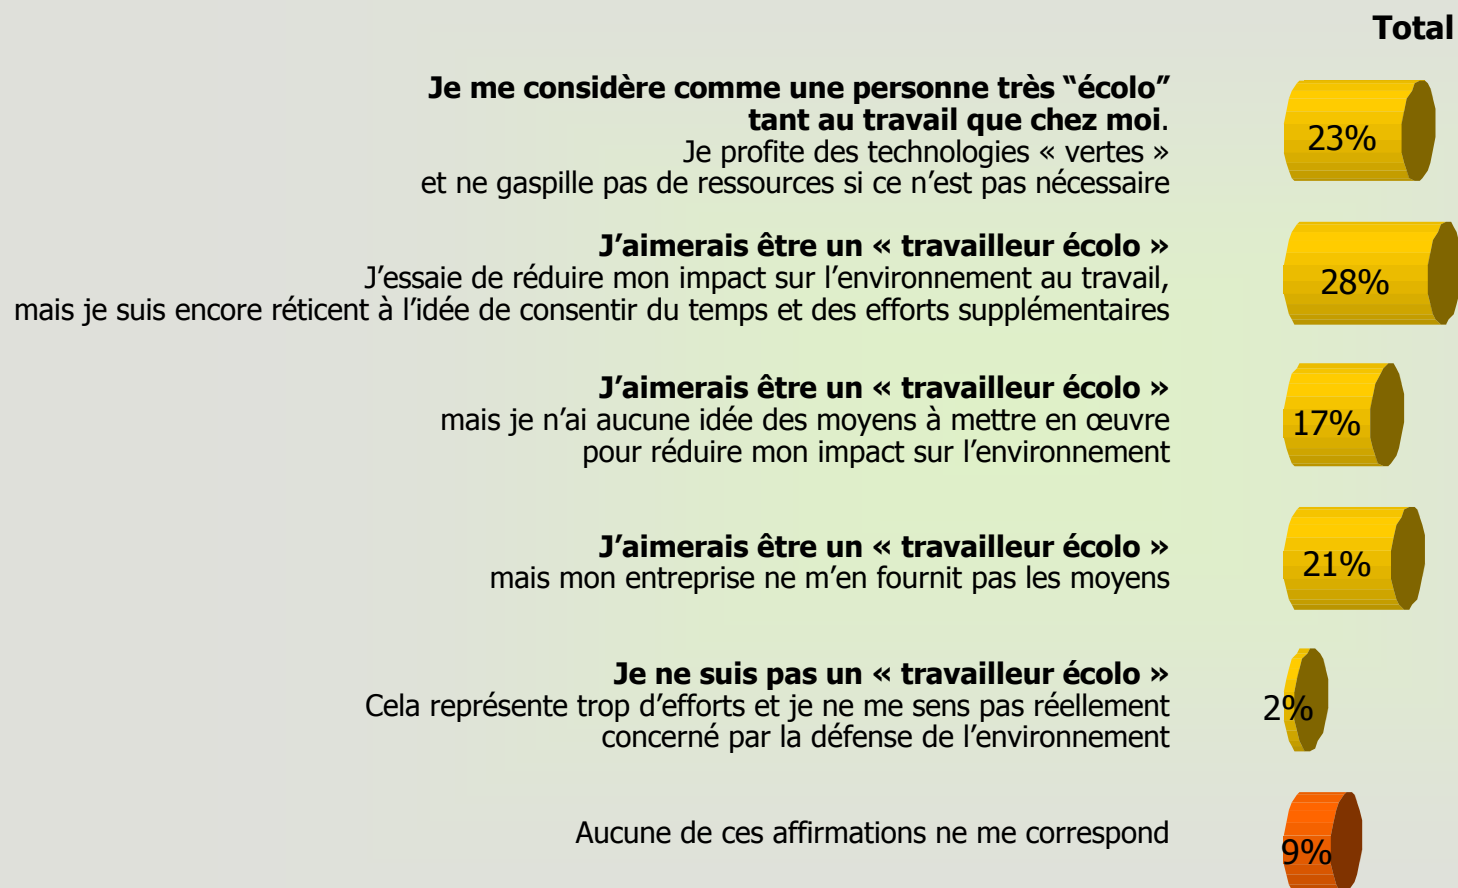 Total
Je me considère comme une personne très “écolo”
tant au travail que chez moi.
Je profite des technologies « vertes »
et ne gaspille pas de ressources si ce n’est pas nécessaire
23%
J’aimerais être un « travailleur écolo »
J’essaie de réduire mon impact sur l’environnement au travail,
mais je suis encore réticent à l’idée de consentir du temps et des efforts supplémentaires
28%
J’aimerais être un « travailleur écolo »
mais je n’ai aucune idée des moyens à mettre en œuvre
pour réduire mon impact sur l’environnement
17%
J’aimerais être un « travailleur écolo »
mais mon entreprise ne m’en fournit pas les moyens
21%
Je ne suis pas un « travailleur écolo »
Cela représente trop d’efforts et je ne me sens pas réellement
concerné par la défense de l’environnement
2%
Aucune de ces affirmations ne me correspond
9%